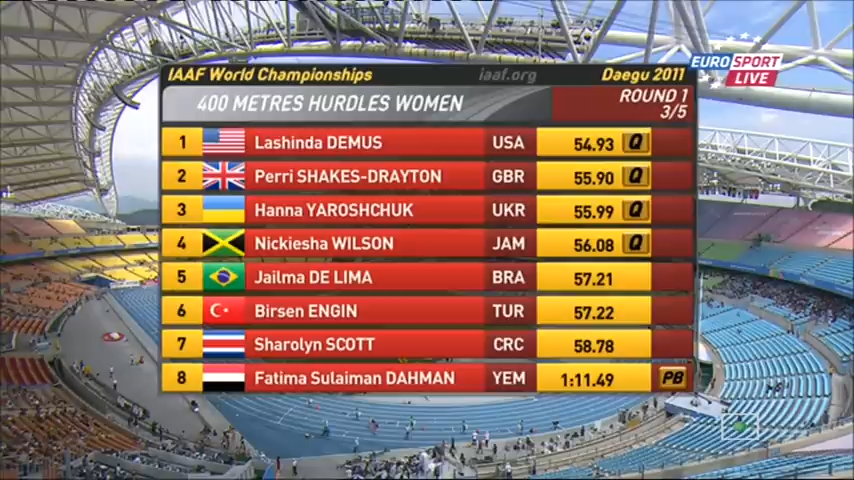 EUROSPORT
LIVE
IAAF World Championships iaaf.org Daegu 2011
400 METRES HURDLES WOMEN ROUND 1
3/5
1 Lashinda DEMUS USA 54.93 Q
2 Perri SHAKES-DRAYTON GBR 55.90 Q
3 Hanna YAROSHCHUK UKR 55.99 Q
4 Nickiesha WILSON JAM 56.08 Q
5 Jailma DE LIMA BRA 57.21
6 Birsen ENGIN TUR 57.22
7 Sharolyn SCOTT CRC 58.78
8 Fatima Sulaiman DAHMAN YEM 1:11.49 PB